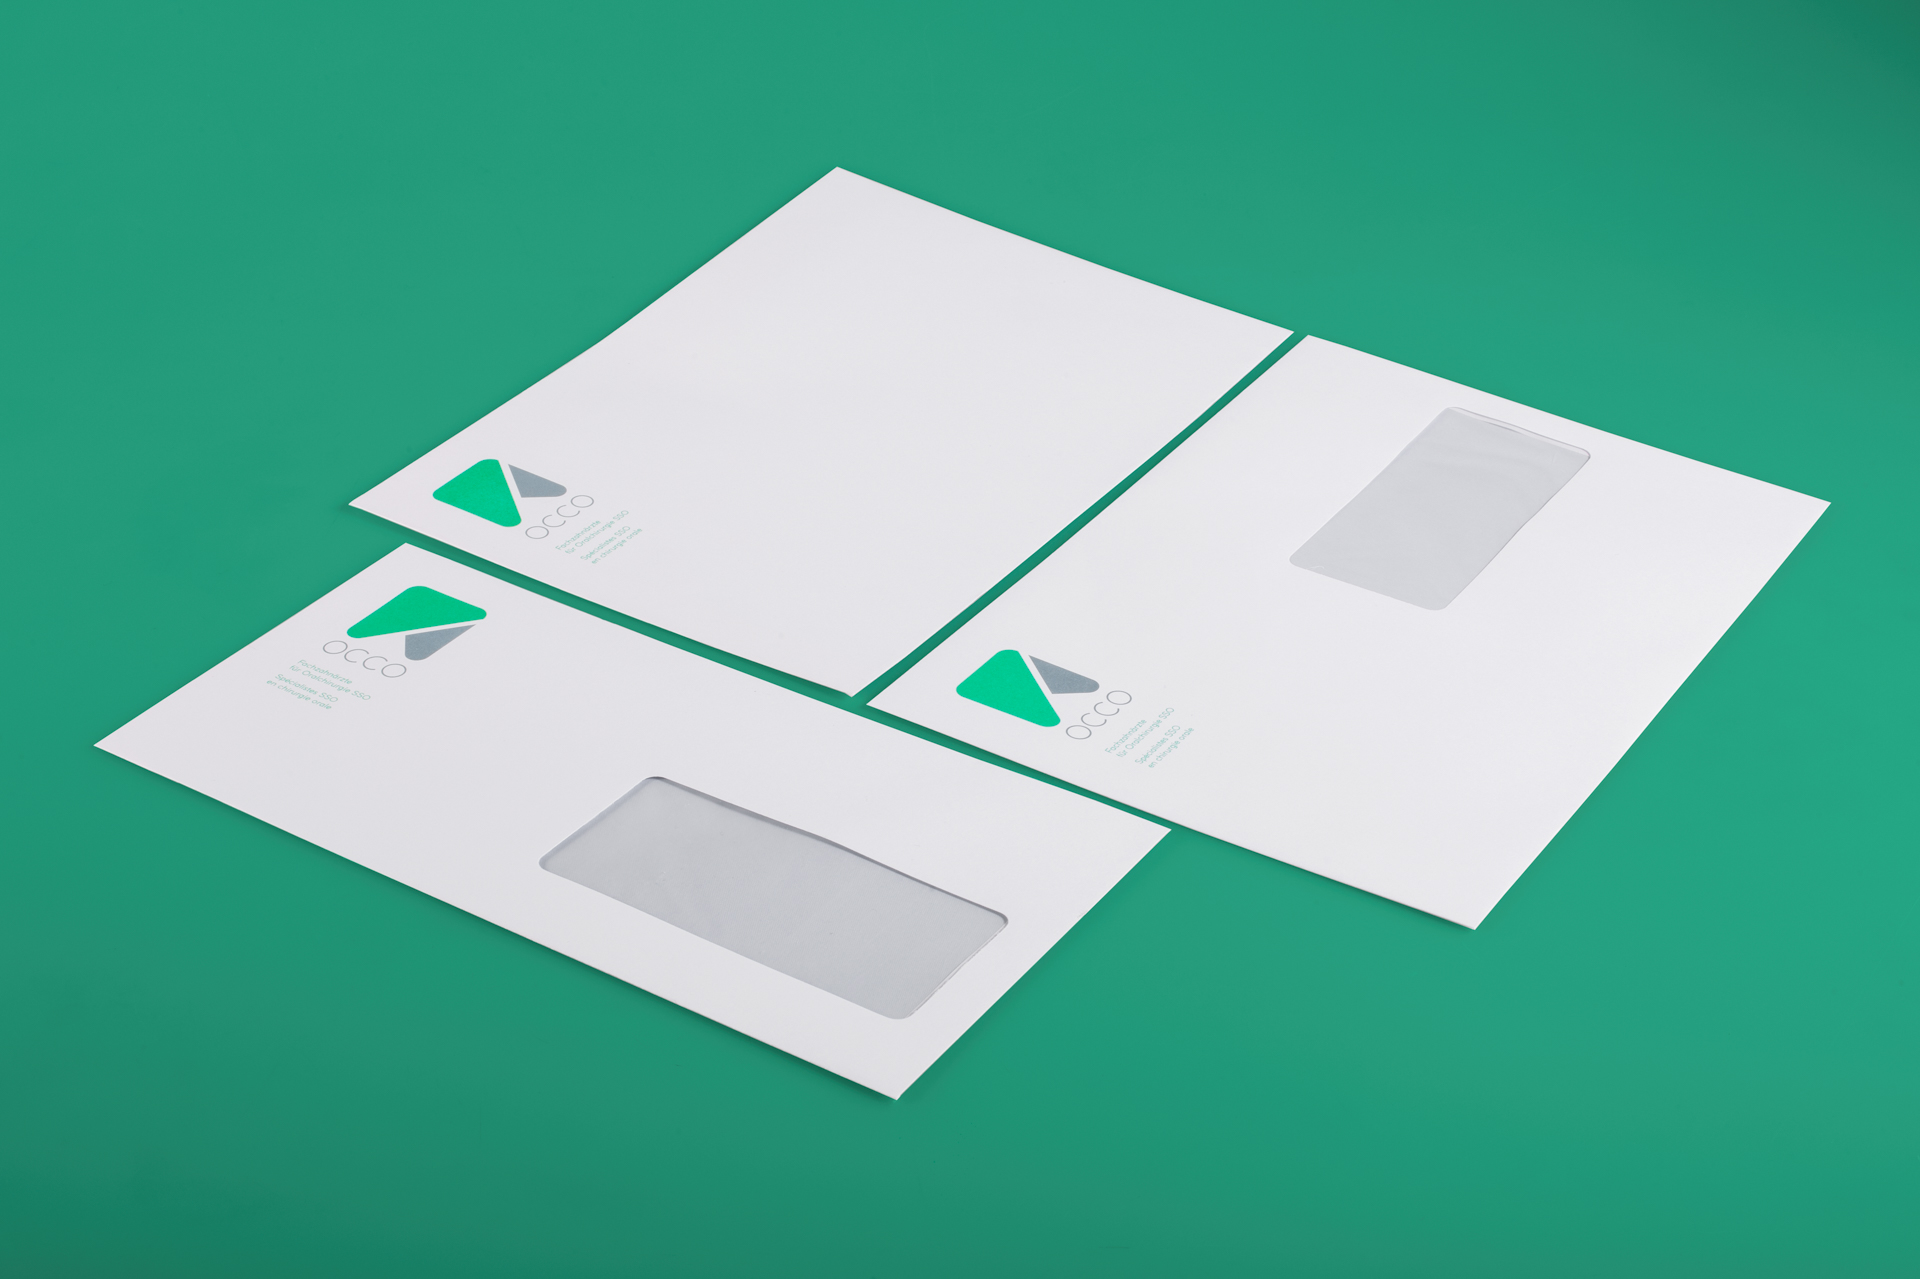 OCCO
Fachzahnärzte
für Oralchirurgie SSO
Spécialistes SSO
en chirurgie orale
OCCO
Fachzahnärzte
für Oralchirurgie SSO
Spécialistes SSO
en chirurgie orale
OCCO
Fachzahnärzte
für Oralchirurgie SSO
Spécialistes SSO
en chirurgie orale